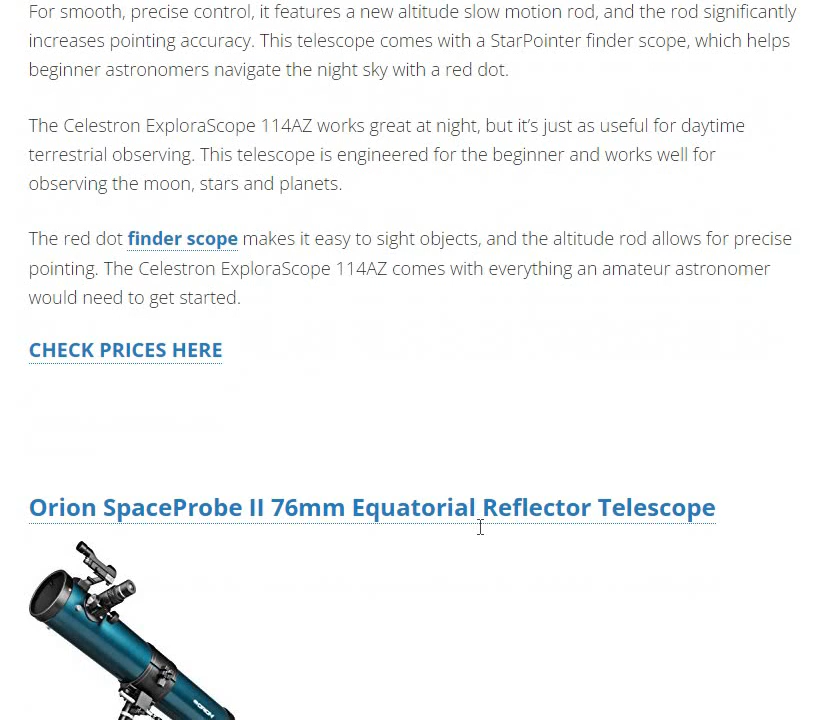 For smooth, precise control, it features a new altitude slow motion rod, and the rod significantly
increases pointing accuracy. This telescope comes with a StarPointer finder scope, which helps
beginner astronomers navigate the night sky with a red dot.
The Celestron ExploraScope 114AZ works great at night, but it’s just as useful for daytime
terrestrial observing. This telescope is engineered for the beginner and works well for
observing the moon, stars and planets.
The red dot finder scope makes it easy to sight objects, and the altitude rod allows for precise
pointing. The Celestron ExploraScope 114AZ comes with everything an amateur astronomer
would need to get started.
CHECK PRICES HERE
Orion SpaceProbe II 76mm Equatorial Reflector Telescope
ORION